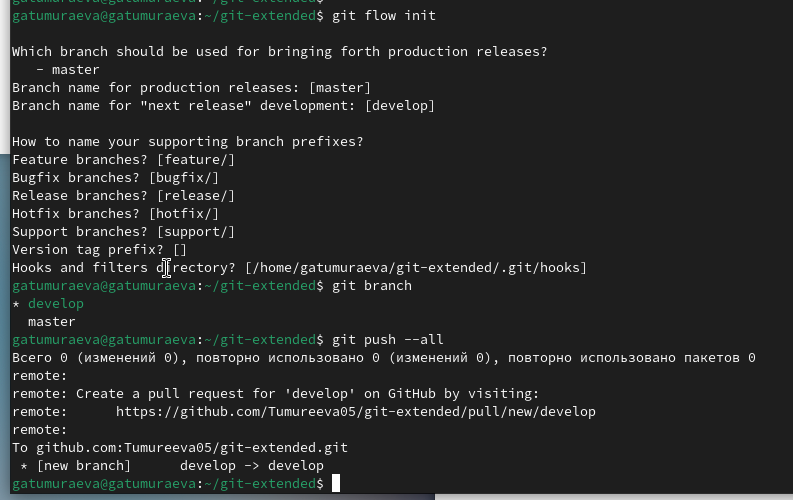 gatumuraeva@gatumuraeva:~/git-extended$ git flow init

Which branch should be used for bringing forth production releases?
   - master
Branch name for production releases: [master]
Branch name for "next release" development: [develop]

How to name your supporting branch prefixes?
Feature branches? [feature/]
Bugfix branches? [bugfix/]
Release branches? [release/]
Hotfix branches? [hotfix/]
Support branches? [support/]
Version tag prefix? []
Hooks and filters directory? [/home/gatumuraeva/git-extended/.git/hooks]
gatumuraeva@gatumuraeva:~/git-extended$ git branch
* develop
  master
gatumuraeva@gatumuraeva:~/git-extended$ git push --all
Всего 0 (изменений 0), повторно использовано 0 (изменений 0), повторно использовано пакетов 0
remote:
remote: Create a pull request for 'develop' on GitHub by visiting:
remote:      https://github.com/Tumureeva05/git-extended/pull/new/develop
remote:
To github.com:Tumureeva05/git-extended.git
 * [new branch]      develop -> develop
gatumuraeva@gatumuraeva:~/git-extended$